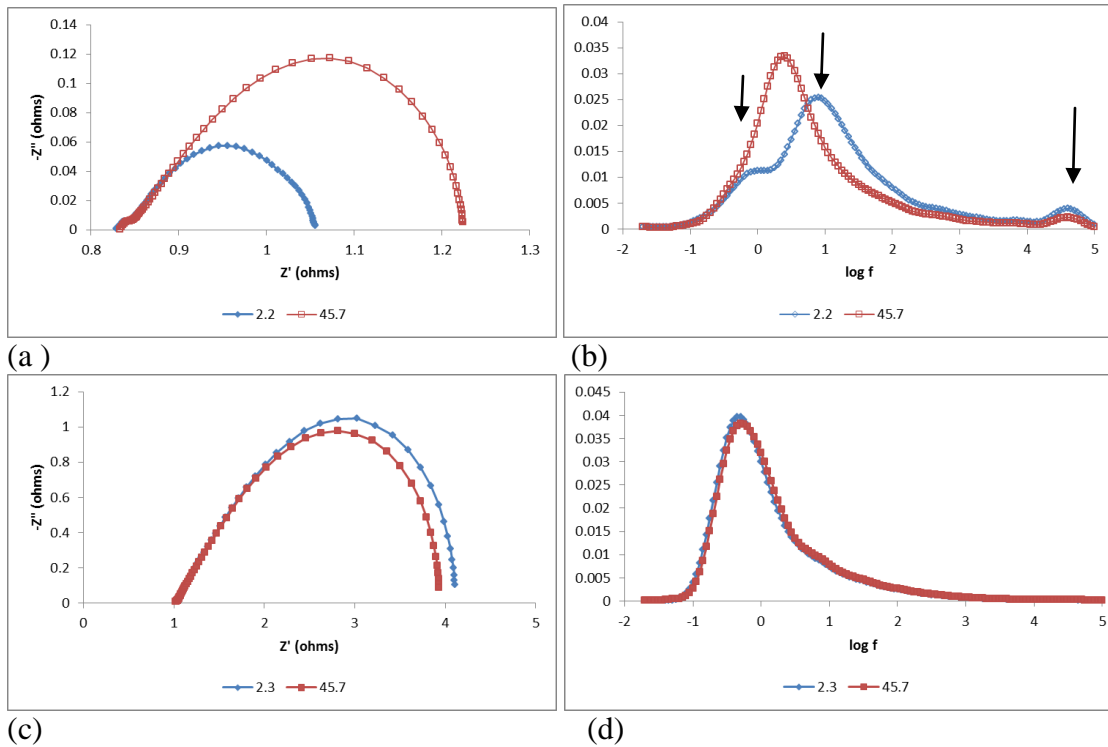 0.14
0.12
0.1
0.08
0.06
0.04
0.02
0
-Z'' (ohms)
0.8 0.9 1 1.1 1.2 1.3
Z' (ohms)
2.2 45.7
(a )
0.04
0.035
0.03
0.025
0.02
0.015
0.01
0.005
0
-2 -1 0 1 2 3 4 5
log f
2.2 45.7
(b)
1.2
1
0.8
0.6
0.4
0.2
0
-Z'' (ohms)
0 1 2 3 4 5
Z' (ohms)
2.3 45.7
(c)
0.045
0.04
0.035
0.03
0.025
0.02
0.015
0.01
0.005
0
-2 -1 0 1 2 3 4 5
log f
2.3 45.7
(d)